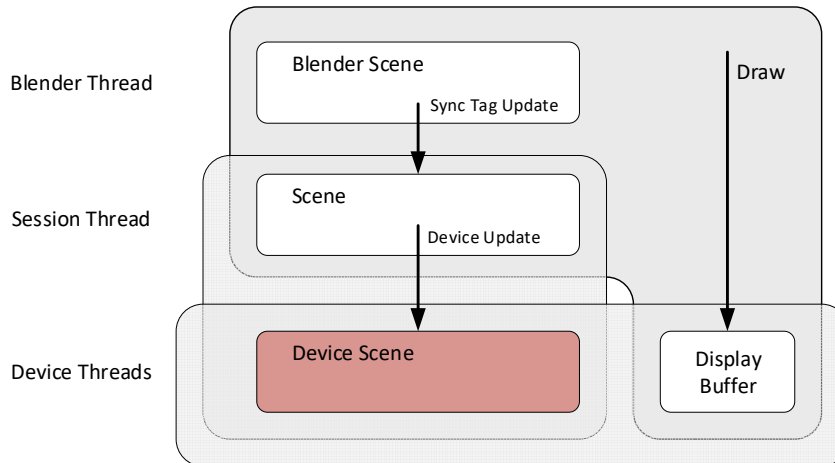 Blender Thread
Blender Scene
Sync Tag Update
Draw
Session Thread
Scene
Device Update
Device Threads
Device Scene
Display
Buffer